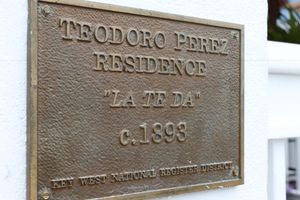 TEODORO PEREZ
RESIDENCE
"LA TE DA"
c.1893
KEY WEST NATIONAL REGISTER DISTRICT